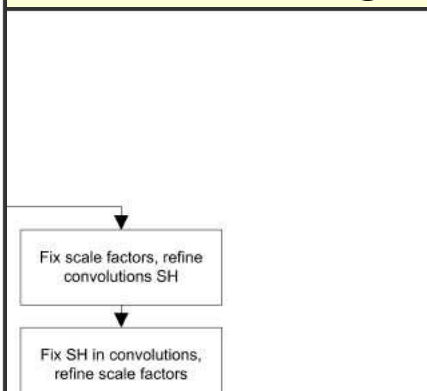 Fix scale factors, refine
convolutions SH
Fix SH in convolutions,
refine scale factors